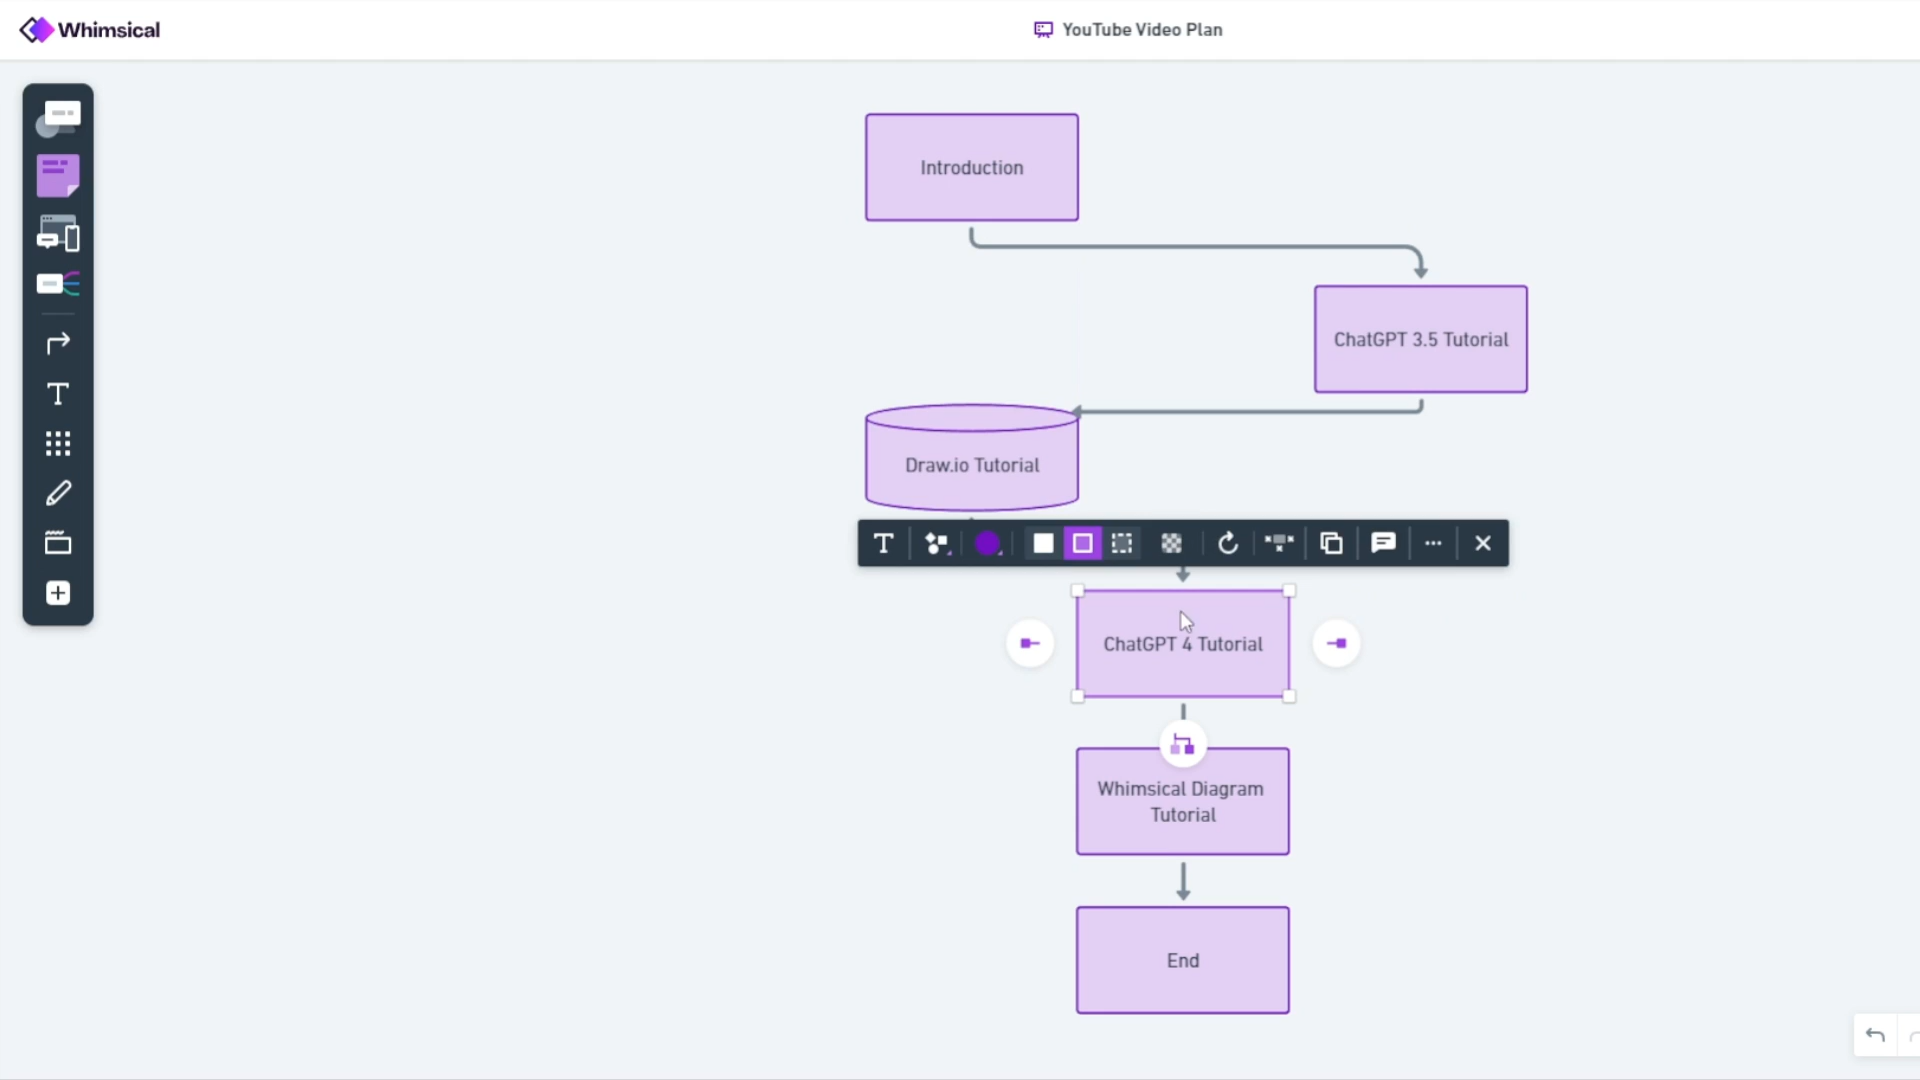 Whimsical
YouTube Video Plan
Introduction
ChatGPT 3.5 Tutorial
Draw.io Tutorial
ChatGPT 4 Tutorial
Whimsical Diagram
Tutorial
End